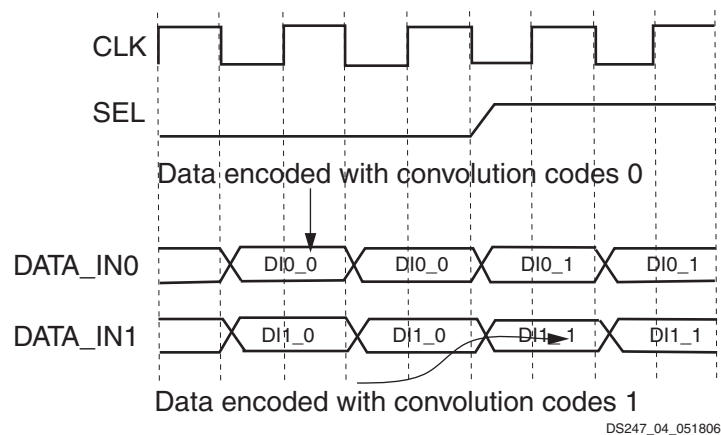 CLK
SEL
Data encoded with convolution codes 0
DATA_IN0 DI0_0 DI0_0 DI0_1 DI0_1
DATA_IN1 DI1_0 DI1_0 DI1_1 DI1_1
Data encoded with convolution codes 1
DS247_04_051806